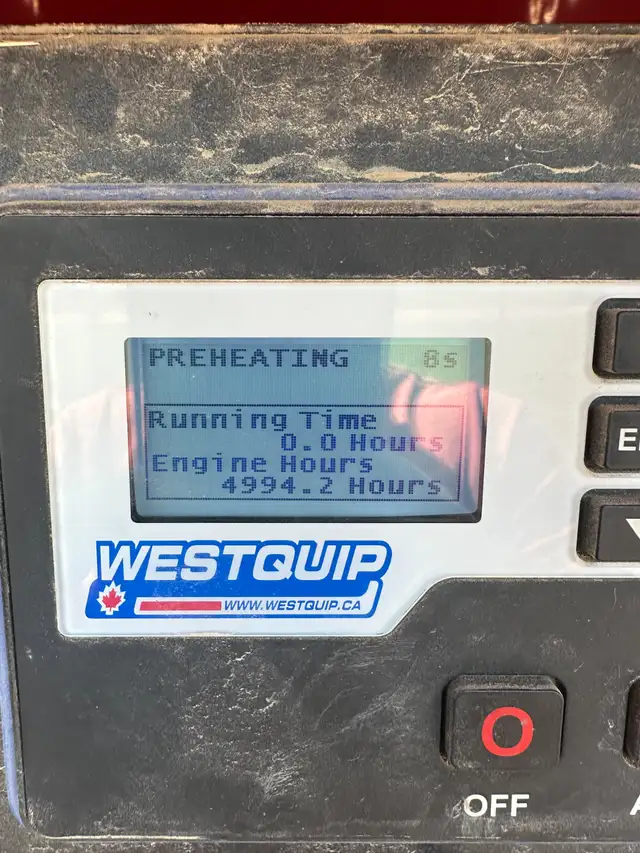 PREHEATING 8s
Running Time
0.0 Hours
Engine Hours
4994.2 Hours
WESTQUIP
WWW.WESTQUIP.CA
O
OFF